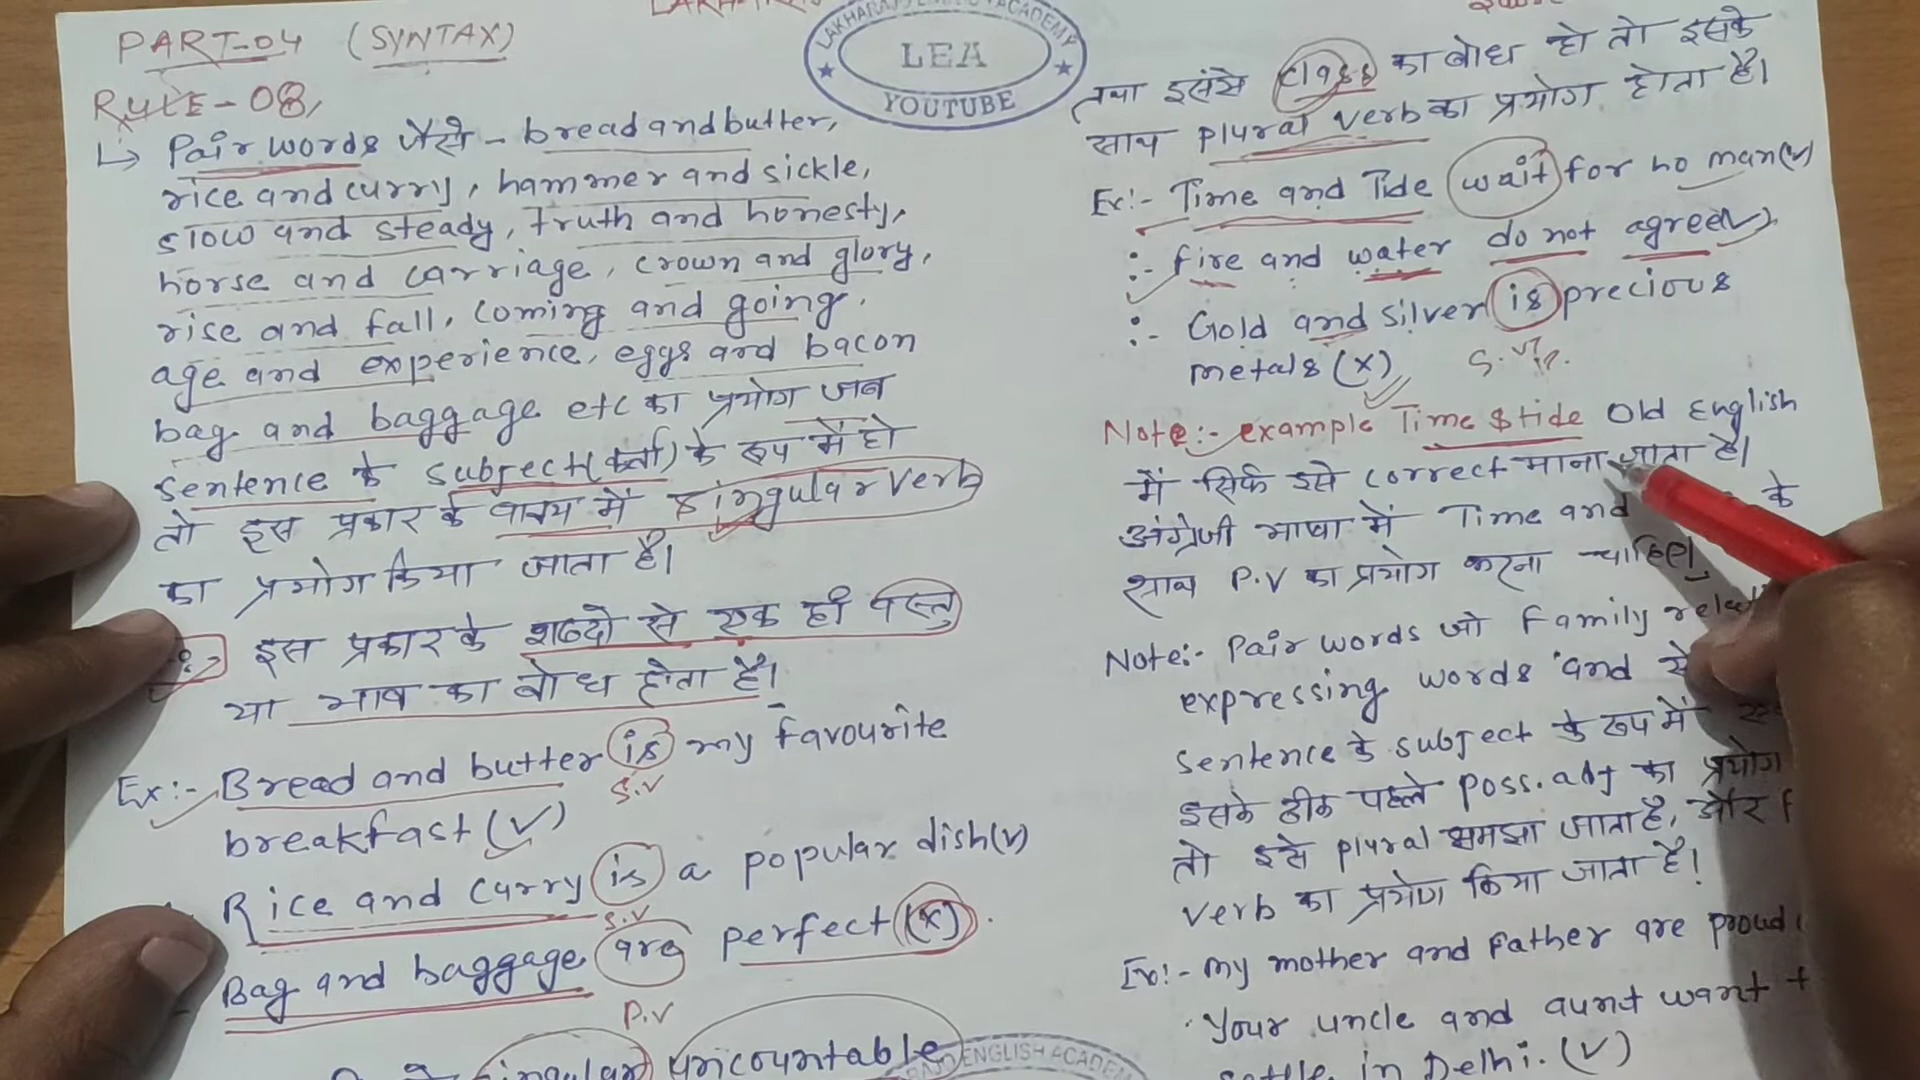 PART-04 (SYNTAX)
RULE-08,
↳ Pair words जैसे - bread and butter,
rice and curry, hammer and sickle,
slow and steady, truth and honesty,
horse and carriage, crown and glory,
rise and fall, coming and going.
age and experience, eggs and bacon
bag and baggage etc का प्रयोग जब
sentence के subject (कर्ता) के रूप में हो
तो इस प्रकार के वाक्य में singular verb
का प्रयोग किया जाता है।
इस प्रकार के शब्दो से एक ही वस्तु
या भाव का बोध होता है।
Ex:- Bread and butter is my favourite
S.V
breakfast (✓)
Rice and curry is a popular dish (✓)
S.V
Bag and baggage are perfect (x).
P.V
singular uncountable
LAKHARAJ ACADEMY
LEA
YOUTUBE
तथा इससे class का बोध हो तो इसके
साथ plural verb का प्रयोग होता है।
Ex:- Time and Tide wait for no man (✓)
:- fire and water do not agree (✓)
:- Gold and silver is precious
metals (x) S.V
Note:- example Time & tide Old English
में सिर्फ इसे correct माना जाता है।
अंग्रेजी भाषा में Time and के
साथ P.V का प्रयोग करना चाहिए।
Note:- Pair words जो family
expressing words and से
sentence के subject के रूप में
इसके ठीक पहले poss. adj का प्रयोग
तो इसे plural समझा जाता है, और
verb का प्रयोग किया जाता है।
Ex:- my mother and father are proud
Your uncle and aunt want
settle in Delhi. (✓)
ENGLISH ACADEMY